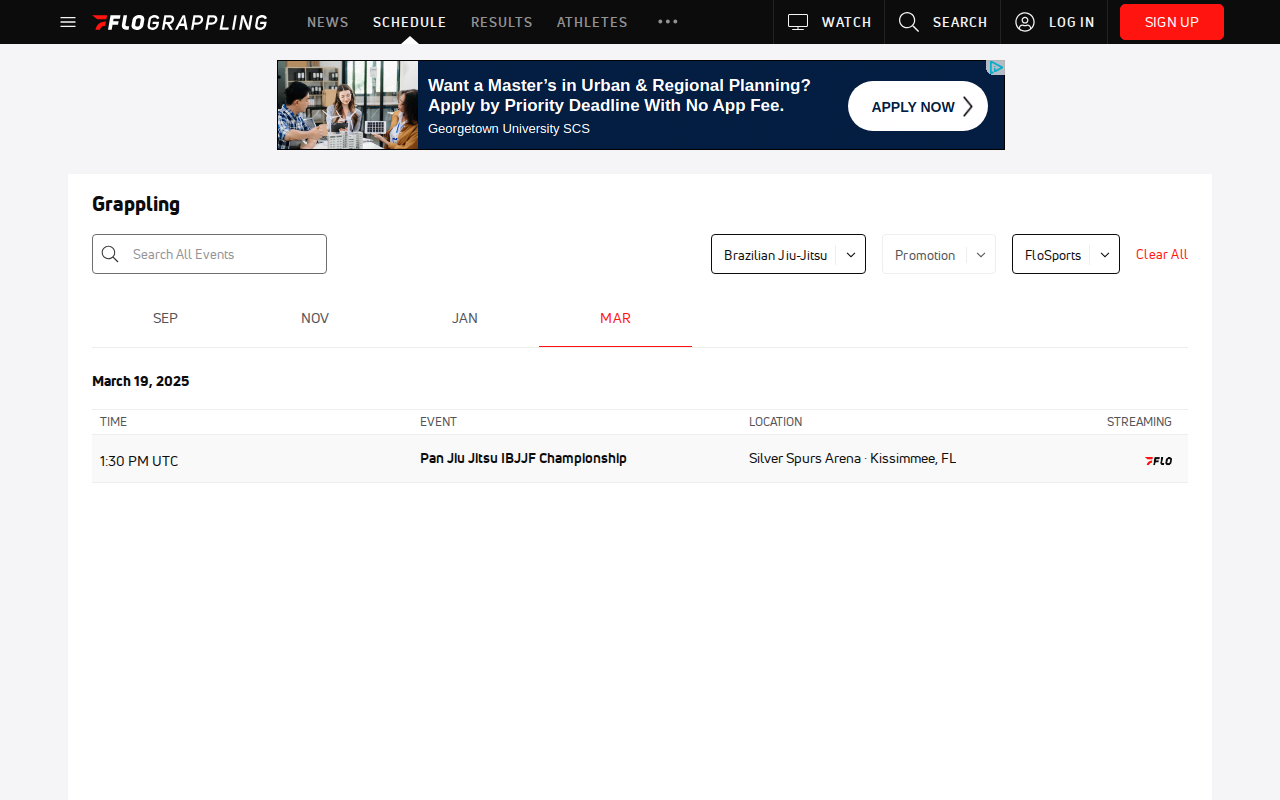 FLOGRAPPLING NEWS SCHEDULE RESULTS ATHLETES WATCH SEARCH LOG IN SIGN UP
Want a Master's in Urban & Regional Planning?
Apply by Priority Deadline With No App Fee.
Georgetown University SCS
APPLY NOW
Grappling
Search All Events Brazilian Jiu-Jitsu Promotion FloSports Clear All
SEP NOV JAN MAR
March 19, 2025
TIME EVENT LOCATION STREAMING
1:30 PM UTC Pan Jiu Jitsu IBJJF Championship Silver Spurs Arena · Kissimmee, FL FLO